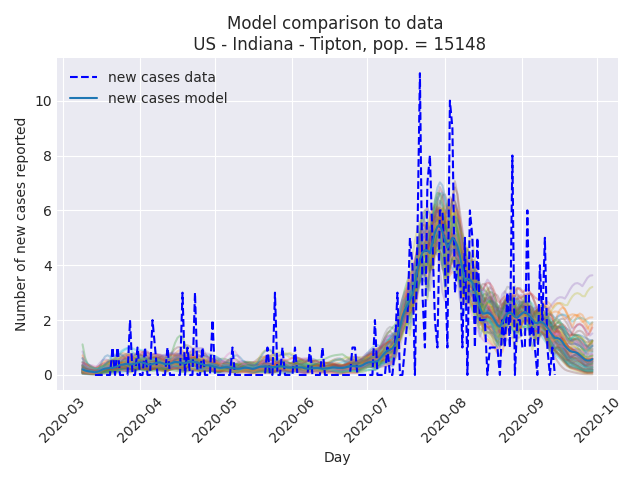 Model comparison to data
US - Indiana - Tipton, pop. = 15148
new cases data
new cases model
Number of new cases reported
10
8
6
4
2
0
2020-03
2020-04
2020-05
2020-06
2020-07
2020-08
2020-09
2020-10
Day